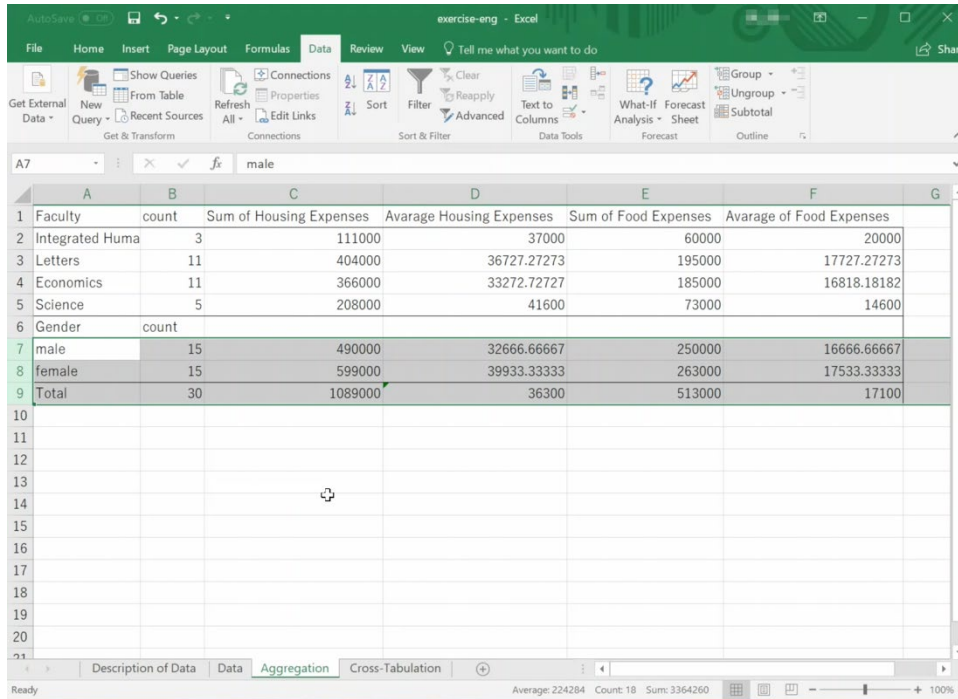 AutoSave Off exercise-eng - Excel
File Home Insert Page Layout Formulas Data Review View Tell me what you want to do Shar
Get External Data New Query Show Queries From Table Recent Sources Refresh All Connections Properties Edit Links Sort Filter Clear Reapply Advanced Text to Columns What-If Analysis Forecast Sheet Group Ungroup Subtotal
Get & Transform Connections Sort & Filter Data Tools Forecast Outline
A7 fx male
A B C D E F G
1 Faculty count Sum of Housing Expenses Avarage Housing Expenses Sum of Food Expenses Avarage of Food Expenses
2 Integrated Huma 3 111000 37000 60000 20000
3 Letters 11 404000 36727.27273 195000 17727.27273
4 Economics 11 366000 33272.72727 185000 16818.18182
5 Science 5 208000 41600 73000 14600
6 Gender count
7 male 15 490000 32666.66667 250000 16666.66667
8 female 15 599000 39933.33333 263000 17533.33333
9 Total 30 1089000 36300 513000 17100
10
11
12
13
14
15
16
17
18
19
20
21
Description of Data Data Aggregation Cross-Tabulation
Ready Average: 224284 Count: 18 Sum: 3364260 100%